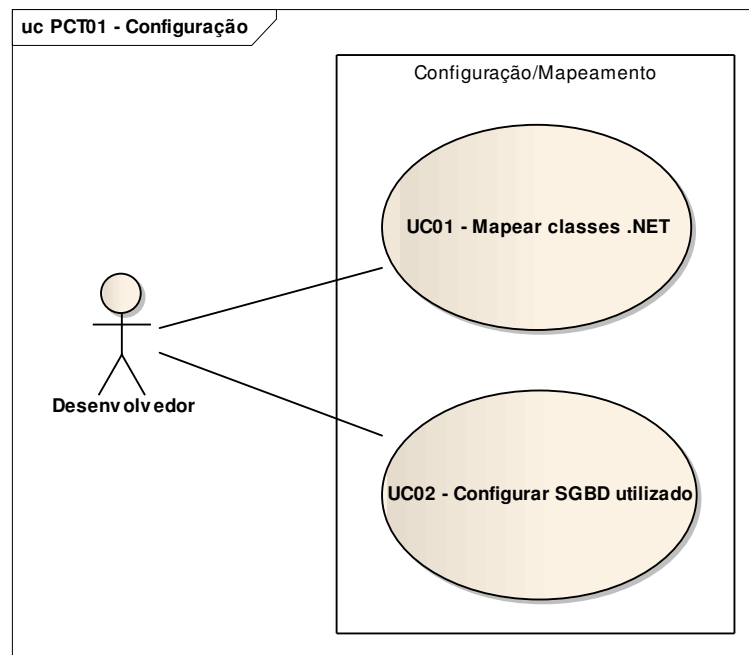 uc PCT01 - Configuração
Configuração/Mapeamento
UC01 - Mapear classes .NET
Desenvolvedor
UC02 - Configurar SGBD utilizado